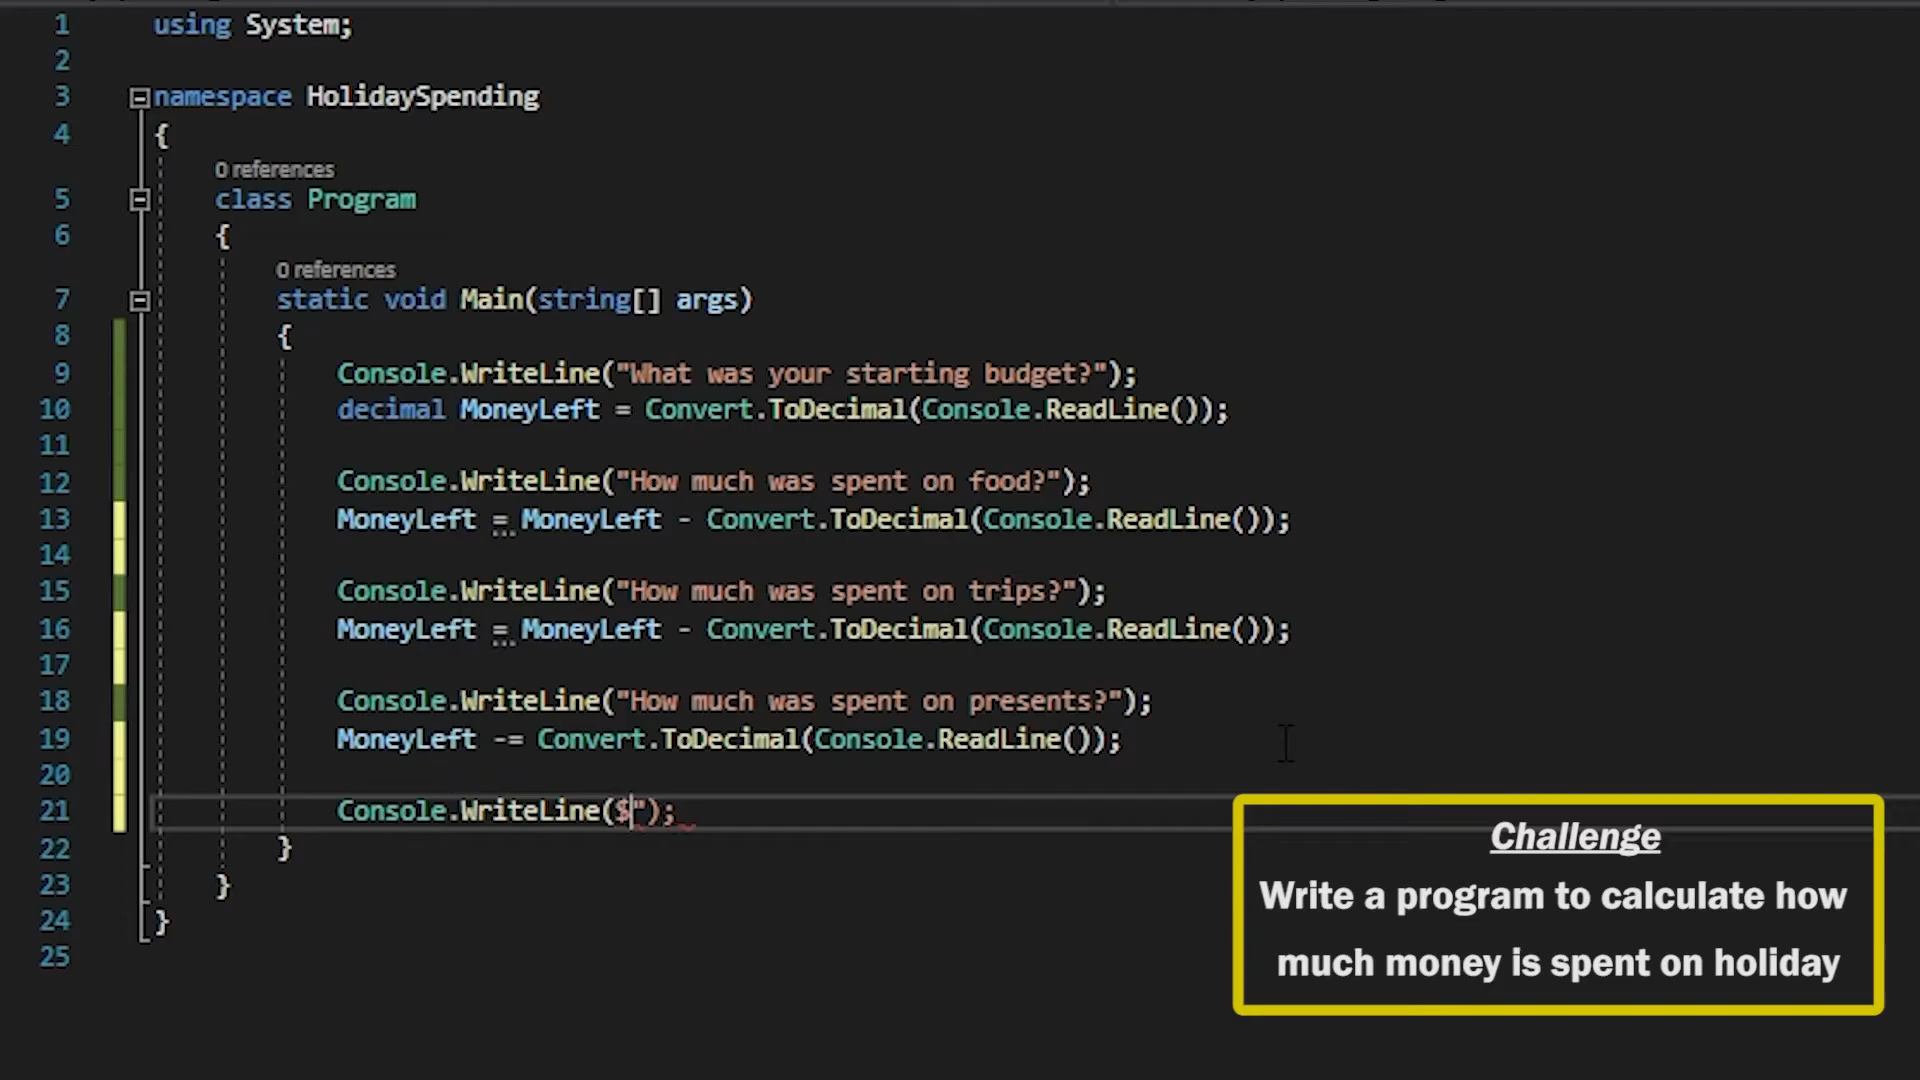 1 using System;
2
3 namespace HolidaySpending
4 {
0 references
5 class Program
6 {
0 references
7 static void Main(string[] args)
8 {
9 Console.WriteLine("What was your starting budget?");
10 decimal MoneyLeft = Convert.ToDecimal(Console.ReadLine());
11
12 Console.WriteLine("How much was spent on food?");
13 MoneyLeft = MoneyLeft - Convert.ToDecimal(Console.ReadLine());
14
15 Console.WriteLine("How much was spent on trips?");
16 MoneyLeft = MoneyLeft - Convert.ToDecimal(Console.ReadLine());
17
18 Console.WriteLine("How much was spent on presents?");
19 MoneyLeft -= Convert.ToDecimal(Console.ReadLine());
20
21 Console.WriteLine($");
22 }
23 }
24 }
25
Challenge
Write a program to calculate how
much money is spent on holiday